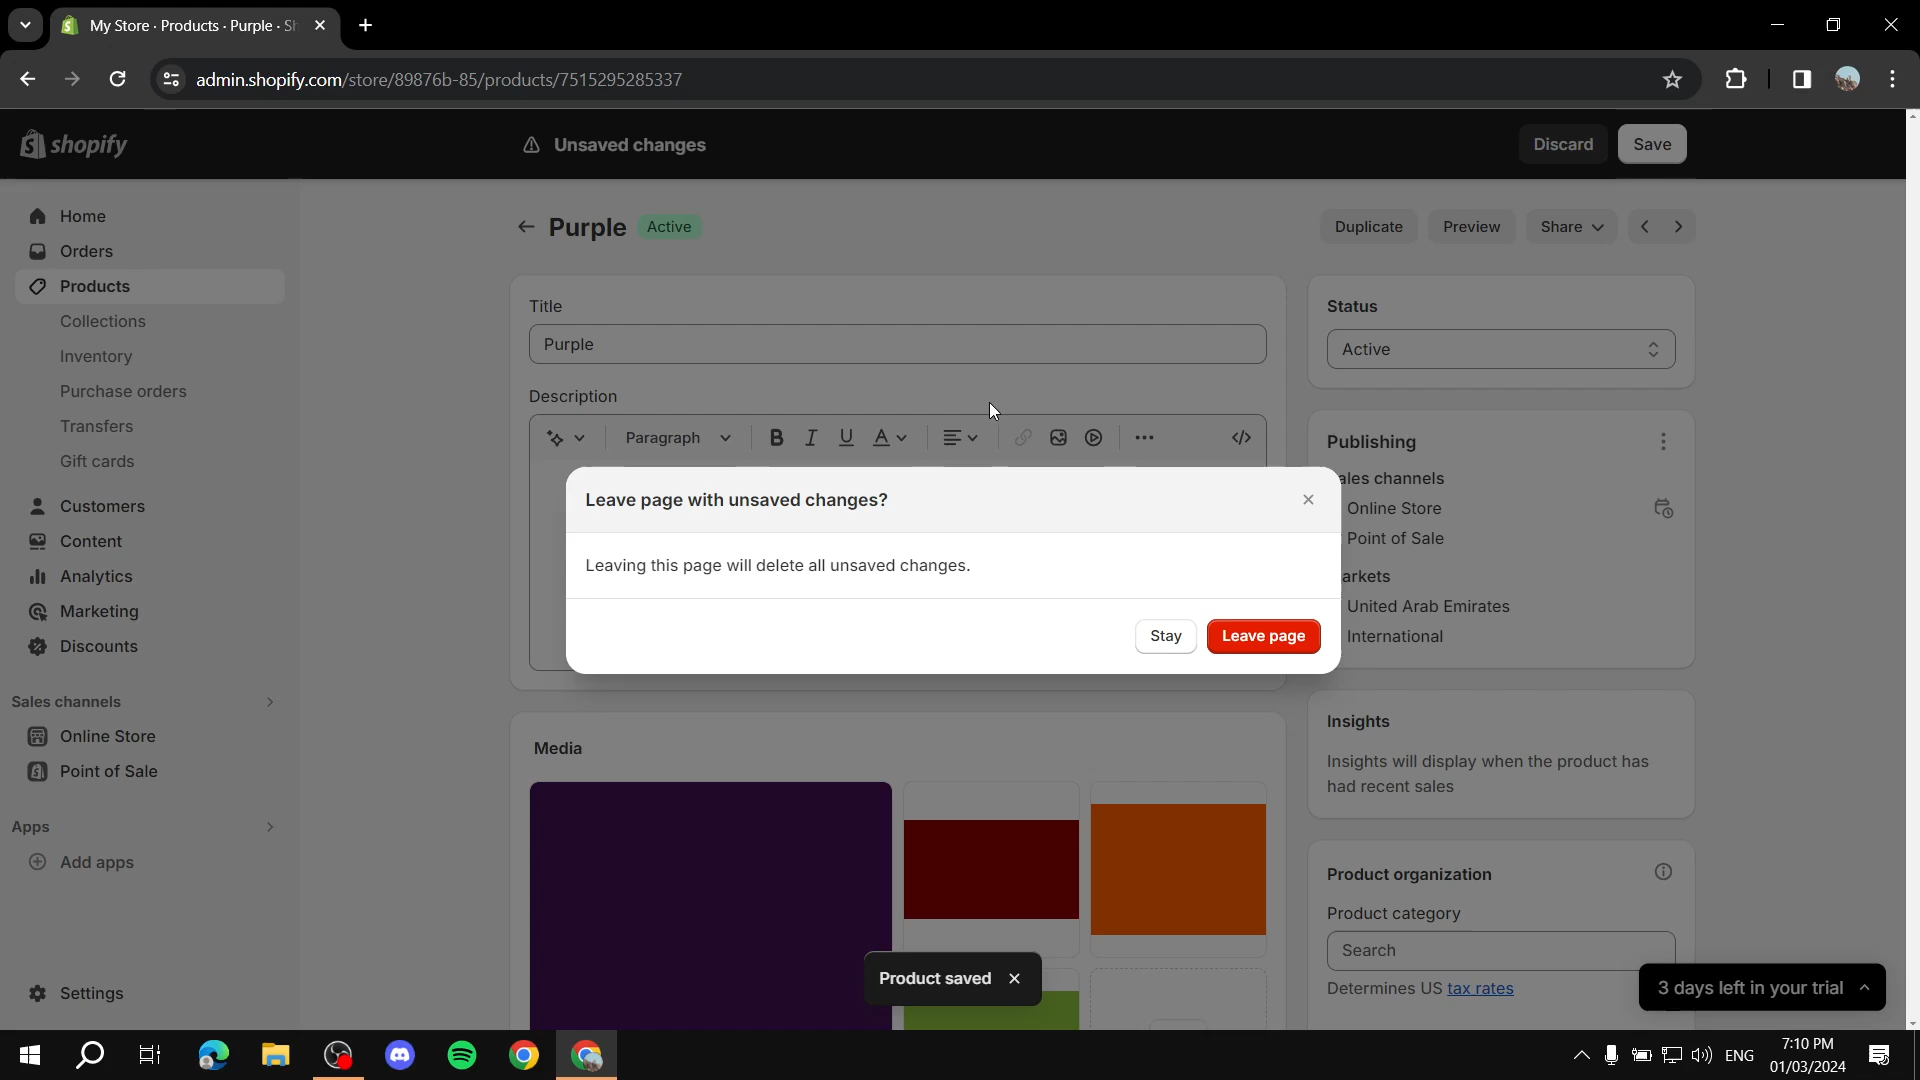 My Store · Products · Purple · Sh
admin.shopify.com/store/89876b-85/products/7515295285337
shopify
Unsaved changes
Discard
Save
Home
Orders
Products
Collections
Inventory
Purchase orders
Transfers
Gift cards
Customers
Content
Analytics
Marketing
Discounts
Sales channels
Online Store
Point of Sale
Apps
Add apps
Settings
Purple
Active
Duplicate
Preview
Share
Title
Purple
Description
Paragraph
B I U A
Leave page with unsaved changes?
Leaving this page will delete all unsaved changes.
Stay
Leave page
Media
Product saved
Status
Active
Publishing
ales channels
Online Store
Point of Sale
arkets
United Arab Emirates
International
Insights
Insights will display when the product has
had recent sales
Product organization
Product category
Search
Determines US tax rates
3 days left in your trial
ENG
7:10 PM
01/03/2024